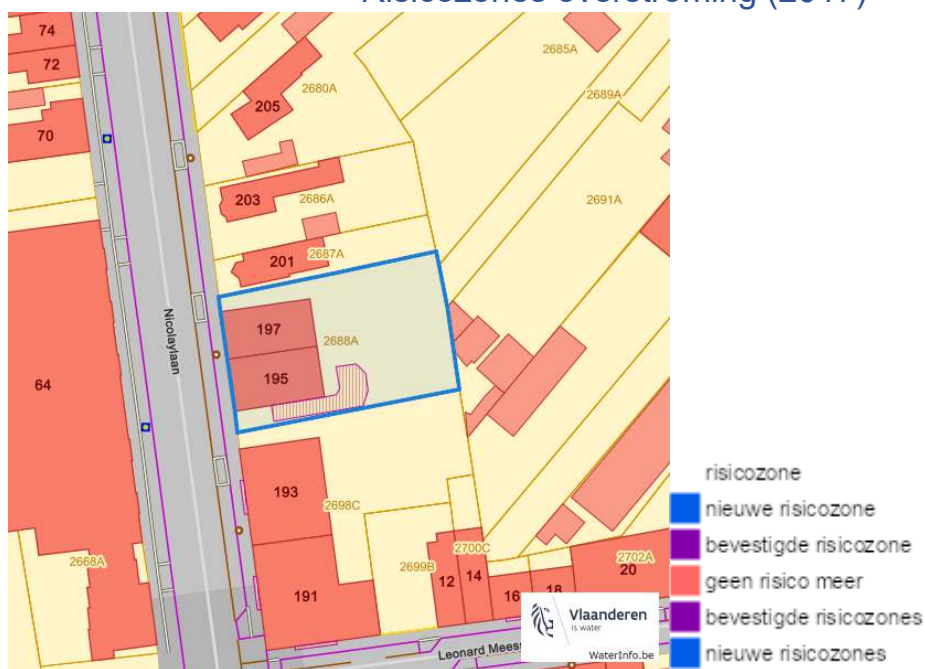 74
72
2685A
2680A
2689A
205
70
203
2686A
2691A
201
2687A
Nicolaylaan
197
2688A
195
64
193
2698C
2668A
2700C
2702A
2699B
12
14
20
191
16
18
Vlaanderen
is water
WaterInfo.be
risicozone
nieuwe risicozone
bevestigde risicozone
geen risico meer
bevestigde risicozones
nieuwe risicozones